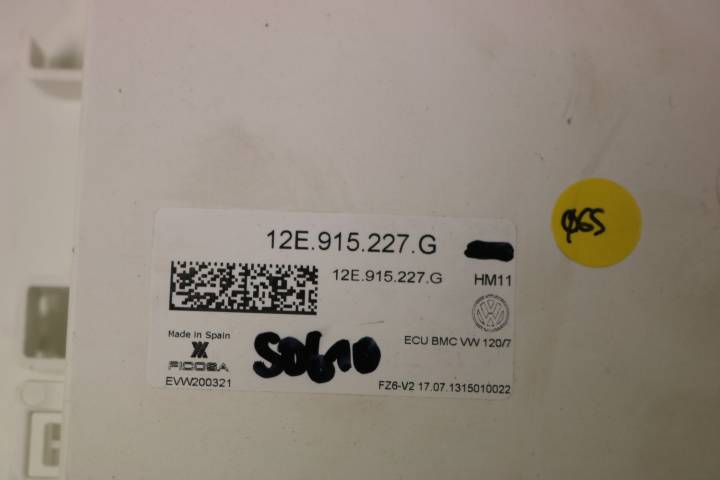 12E.915.227.G
12E.915.227.G
HM11
Made in Spain
FICOSA
ECU BMC VW 120/7
EVW200321
FZ6-V2 17.07.1315010022